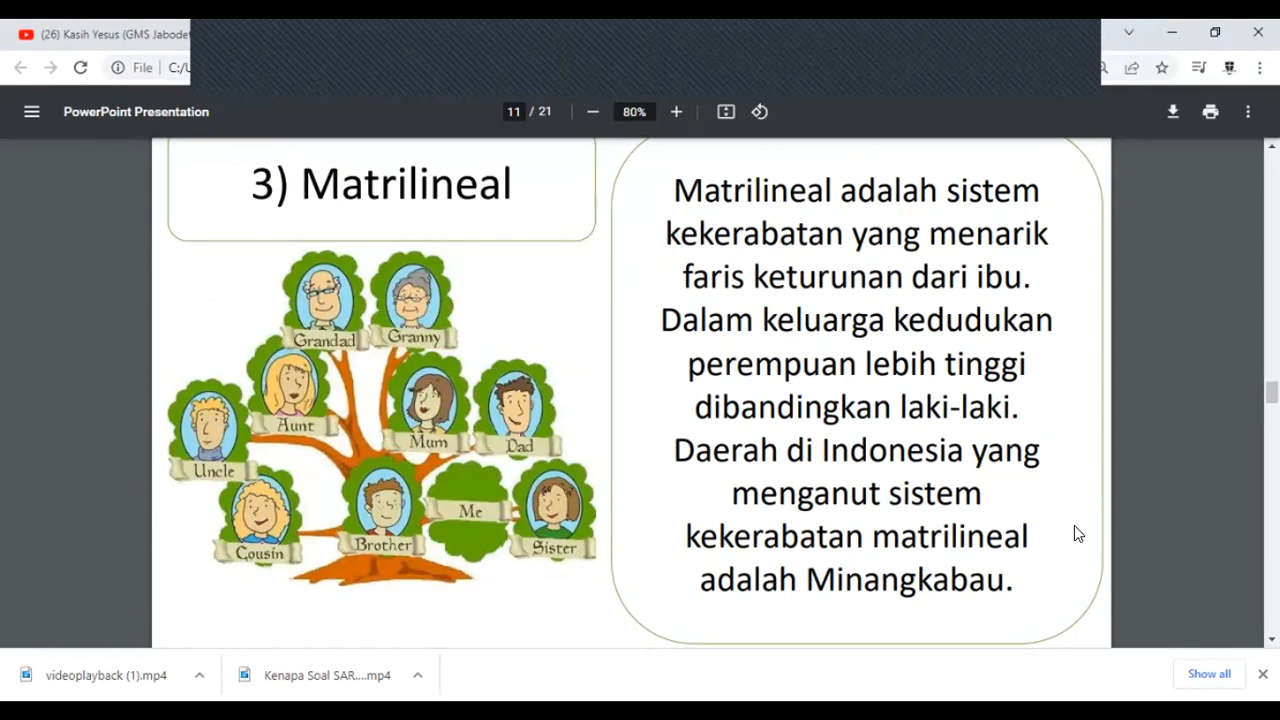 (26) Kasih Yesus (GMS Jabodet
File
C:/U
PowerPoint Presentation
11 / 21
80%
3) Matrilineal
Matrilineal adalah sistem
kekerabatan yang menarik
faris keturunan dari ibu.
Dalam keluarga kedudukan
perempuan lebih tinggi
dibandingkan laki-laki.
Daerah di Indonesia yang
menganut sistem
kekerabatan matrilineal
adalah Minangkabau.
Grandad
Granny
Aunt
Mum
Dad
Uncle
Me
Brother
Sister
Cousin
videoplayback (1).mp4
Kenapa Soal SAR....mp4
Show all